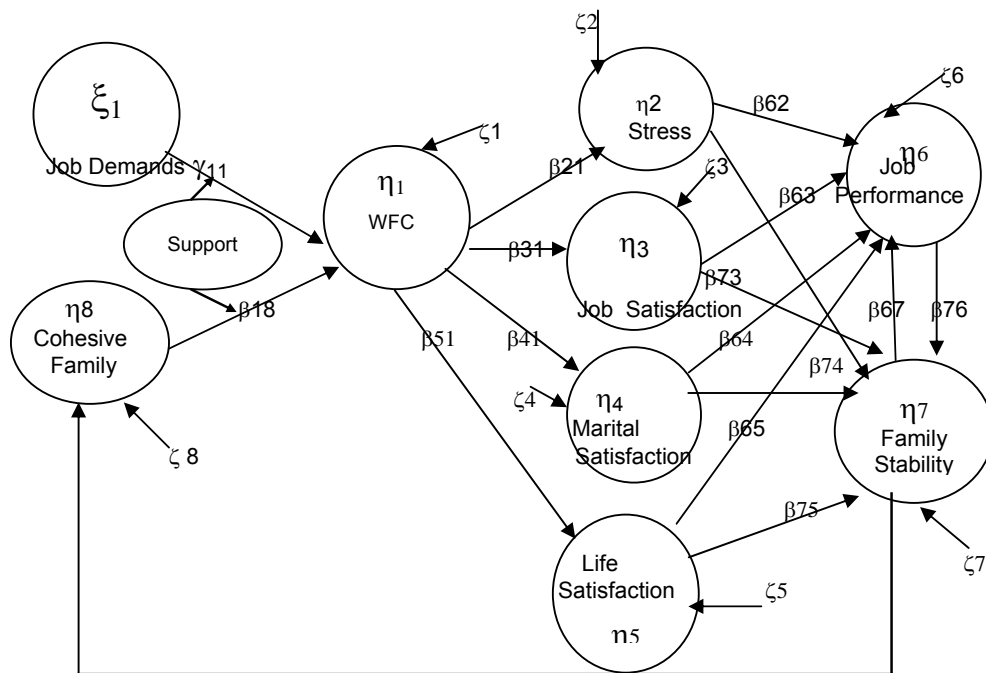 ζ2
ξ1
Job Demands γ11
ζ1
η2
Stress
β62
ζ6
η6
Job
Performance
β21
ζ3
β63
η1
WFC
Support
β31
η3
Job Satisfaction
β73
β18
η8
Cohesive
Family
β51
β41
β64
β67
β76
β74
ζ4
η4
Marital
Satisfaction
β65
η7
Family
Stability
ζ 8
β75
ζ7
Life
Satisfaction
η5
ζ5